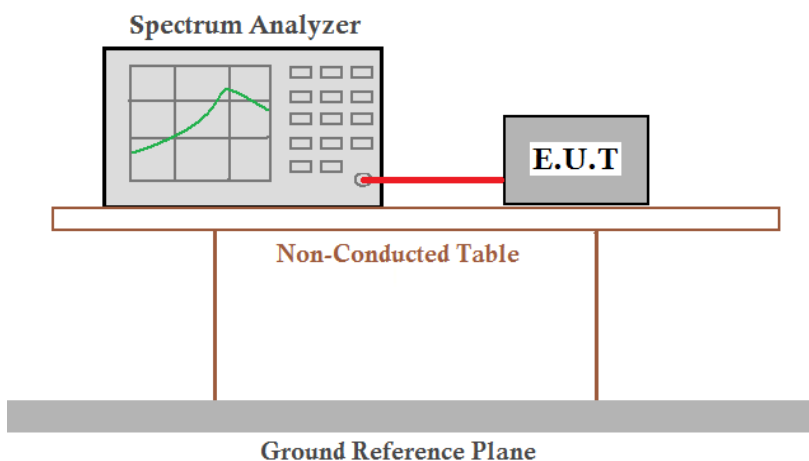 Spectrum Analyzer
E.U.T
Non-Conducted Table
Ground Reference Plane